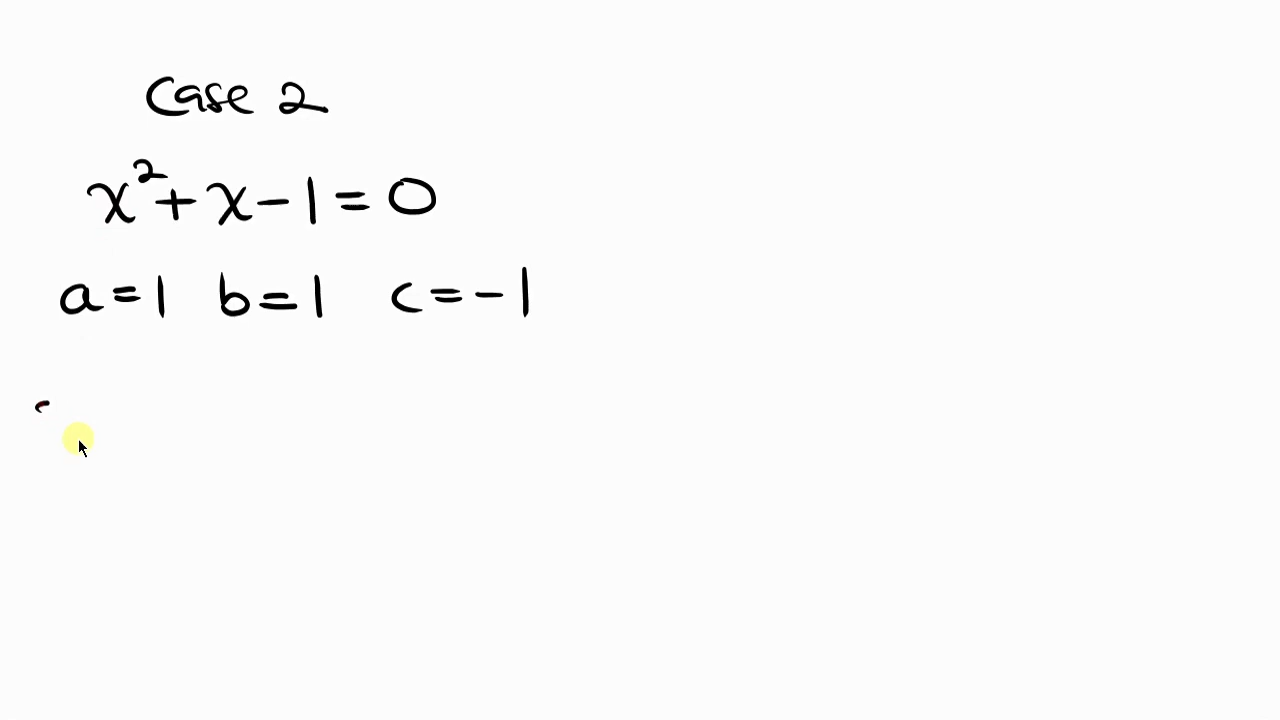 Case 2
x² + x - 1 = 0
a = 1 b = 1 c = -1